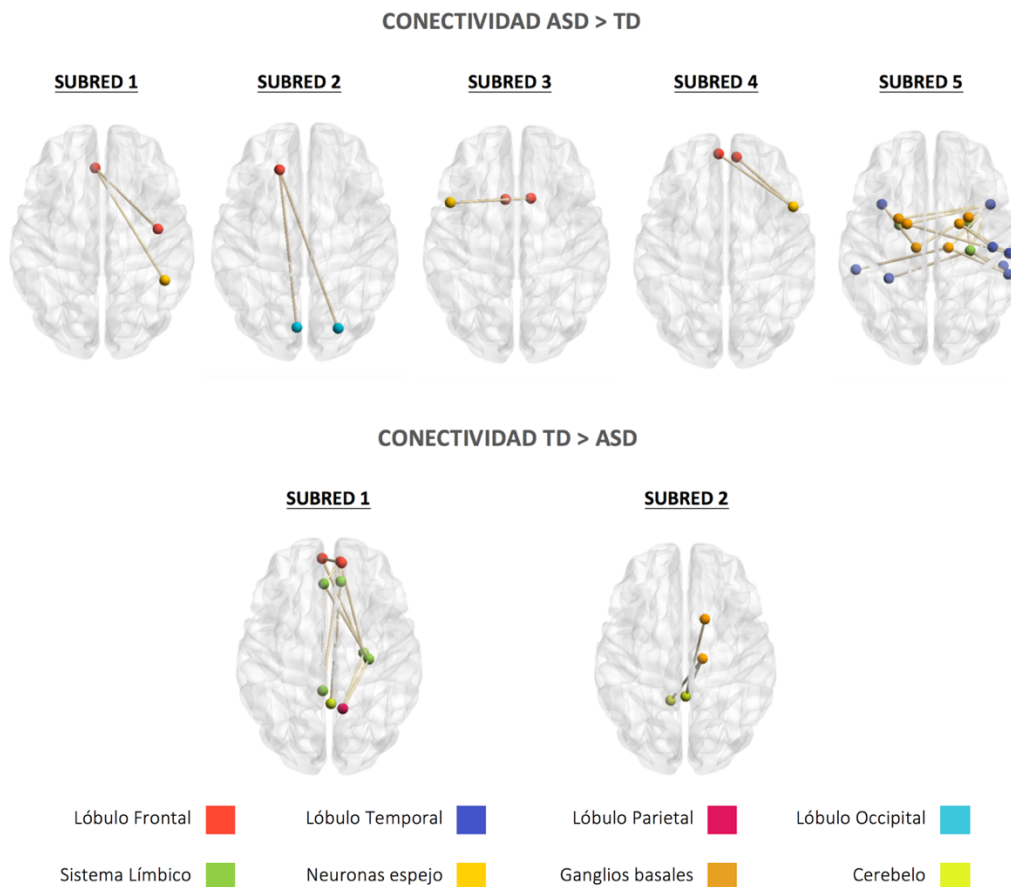 CONECTIVIDAD ASD > TD
SUBRED 1
SUBRED 2
SUBRED 3
SUBRED 4
SUBRED 5
CONECTIVIDAD TD > ASD
SUBRED 1
SUBRED 2
Lóbulo Frontal
Lóbulo Temporal
Lóbulo Parietal
Lóbulo Occipital
Sistema Límbico
Neuronas espejo
Ganglios basales
Cerebelo